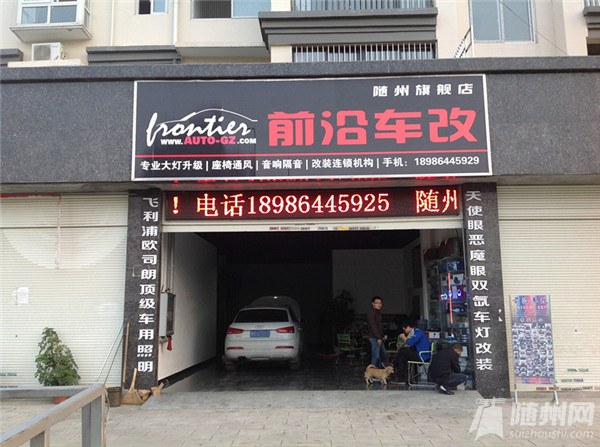 随州旗舰店
frontier
www.AUTO-GZ.com
前沿车改
专业大灯升级 | 座椅通风 | 音响隔音 | 改装连锁机构 | 手机：18986445929
！电话18986445925 随州
飞利浦欧司朗顶级车用照明
天使眼恶魔眼双氙车灯改装
随州网
suizhoushi.com